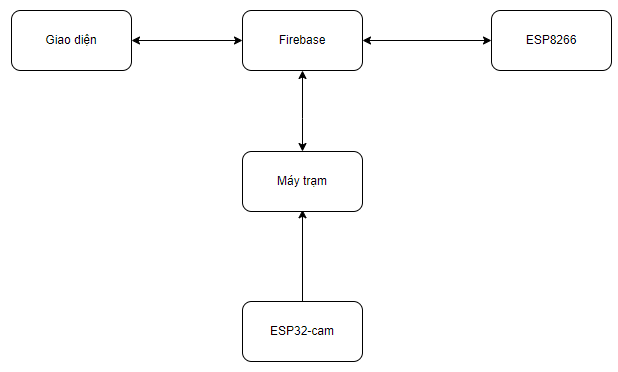 Giao diện
Firebase
ESP8266
Máy trạm
ESP32-cam